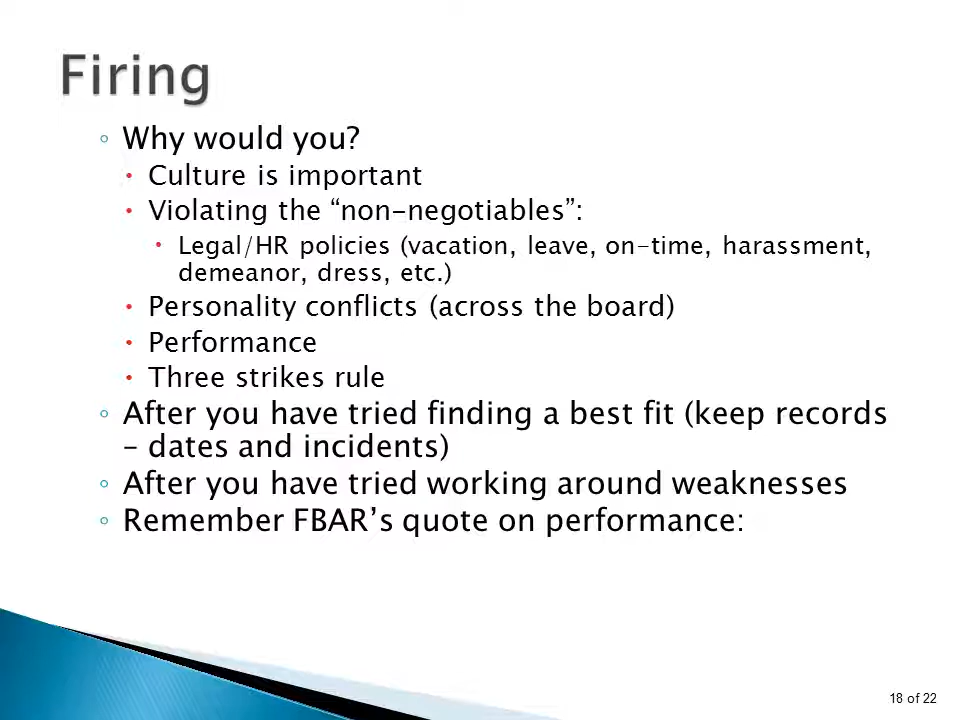 Firing
◦ Why would you?
• Culture is important
• Violating the “non-negotiables”:
• Legal/HR policies (vacation, leave, on-time, harassment,
demeanor, dress, etc.)
• Personality conflicts (across the board)
• Performance
• Three strikes rule
◦ After you have tried finding a best fit (keep records
– dates and incidents)
◦ After you have tried working around weaknesses
◦ Remember FBAR’s quote on performance:
18 of 22